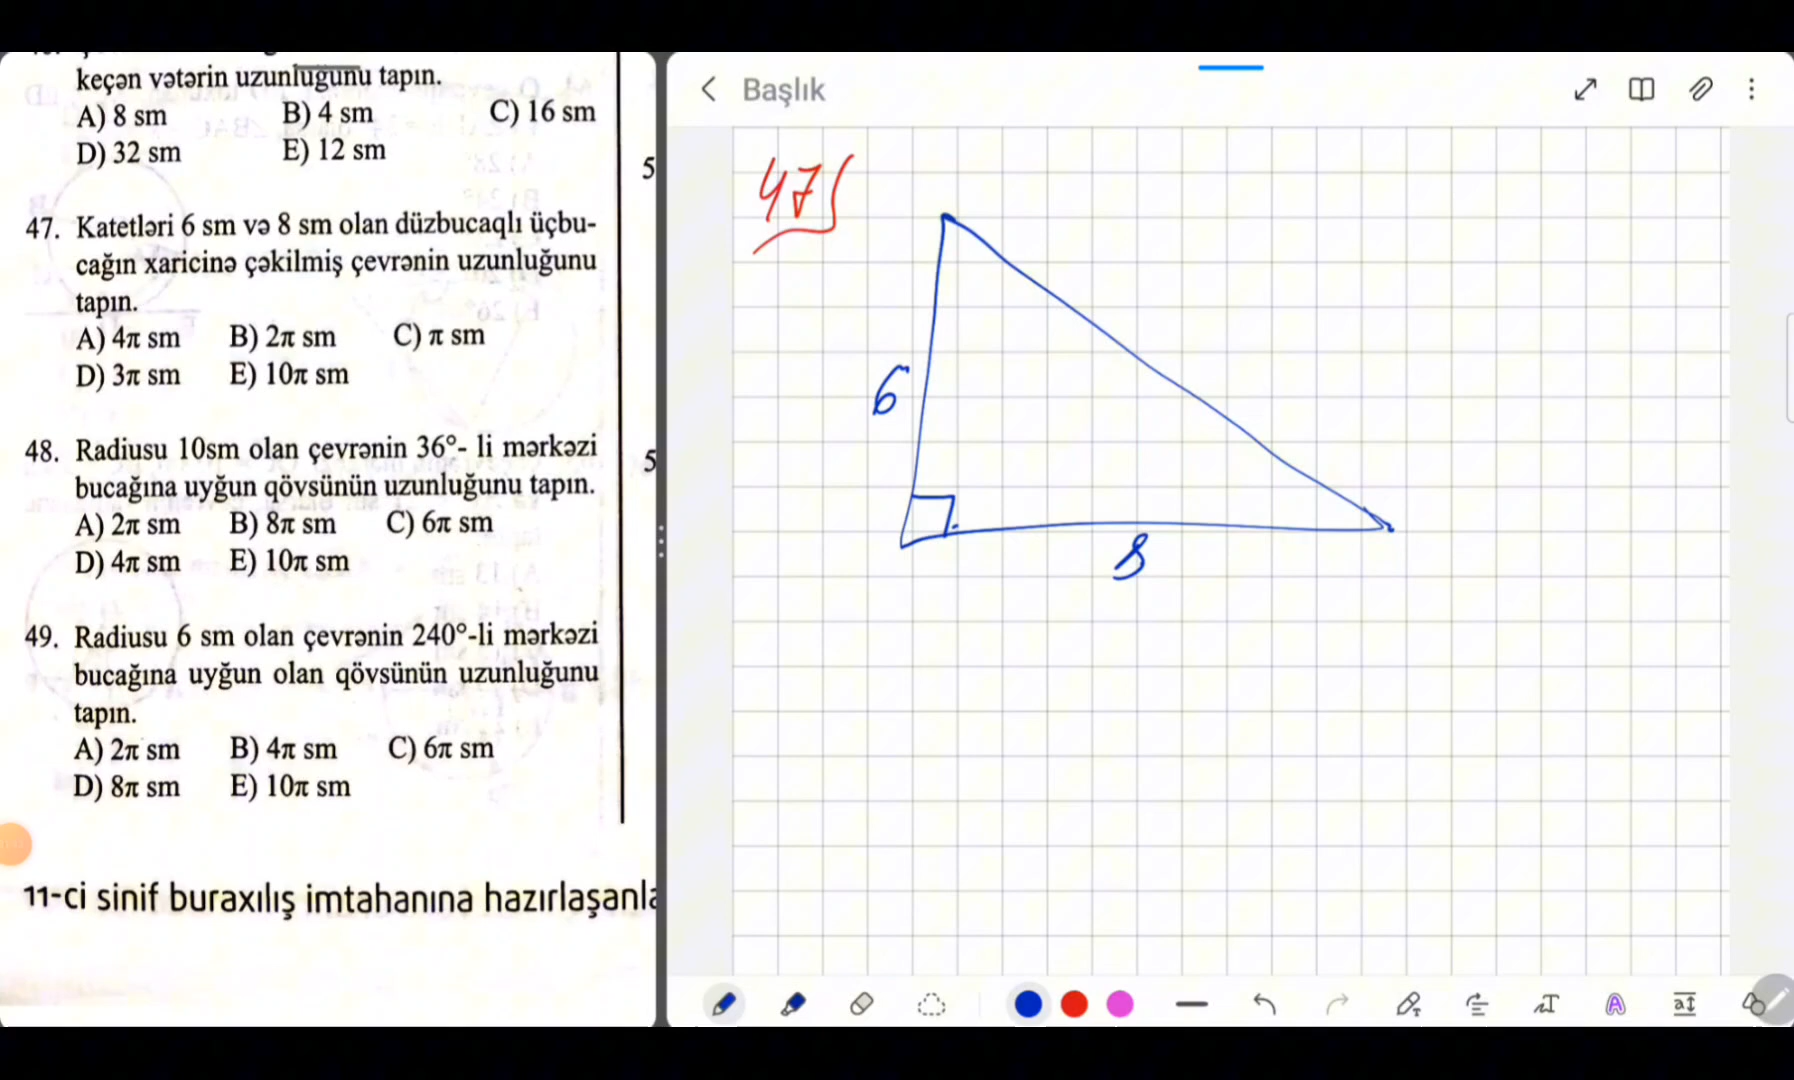 keçən vətərin uzunluğunu tapın.
A) 8 sm B) 4 sm C) 16 sm
D) 32 sm E) 12 sm
47. Katetləri 6 sm və 8 sm olan düzbucaqlı üçbu-
cağın xaricinə çəkilmiş çevrənin uzunluğunu
tapın.
A) 4π sm B) 2π sm C) π sm
D) 3π sm E) 10π sm
48. Radiusu 10sm olan çevrənin 36°- li mərkəzi
bucağına uyğun qövsünün uzunluğunu tapın.
A) 2π sm B) 8π sm C) 6π sm
D) 4π sm E) 10π sm
49. Radiusu 6 sm olan çevrənin 240°-li mərkəzi
bucağına uyğun olan qövsünün uzunluğunu
tapın.
A) 2π sm B) 4π sm C) 6π sm
D) 8π sm E) 10π sm
11-ci sinif buraxılış imtahanına hazırlaşanla
5
5
Başlık
47
6
8